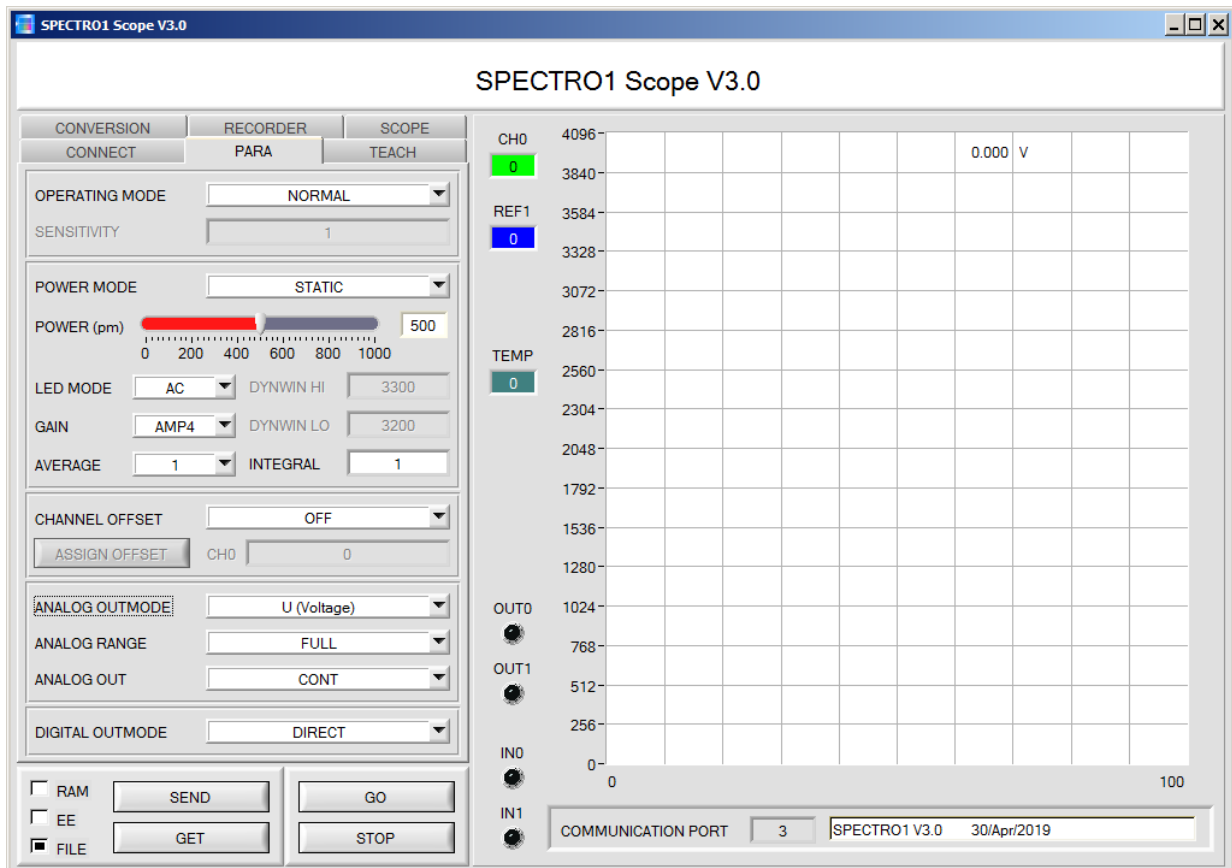 SPECTRO1 Scope V3.0
SPECTRO1 Scope V3.0
CONVERSION RECORDER SCOPE
CONNECT PARA TEACH
OPERATING MODE NORMAL
SENSITIVITY 1
POWER MODE STATIC
POWER (pm) 500
0 200 400 600 800 1000
LED MODE AC DYNWIN HI 3300
GAIN AMP4 DYNWIN LO 3200
AVERAGE 1 INTEGRAL 1
CHANNEL OFFSET OFF
ASSIGN OFFSET CH0 0
ANALOG OUTMODE U (Voltage)
ANALOG RANGE FULL
ANALOG OUT CONT
DIGITAL OUTMODE DIRECT
RAM
EE
FILE
SEND
GET
GO
STOP
CH0
0
REF1
0
TEMP
0
OUT0
OUT1
IN0
IN1
4096
3840
3584
3328
3072
2816
2560
2304
2048
1792
1536
1280
1024
768
512
256
0
0.000 V
0 100
COMMUNICATION PORT 3 SPECTRO1 V3.0 30/Apr/2019